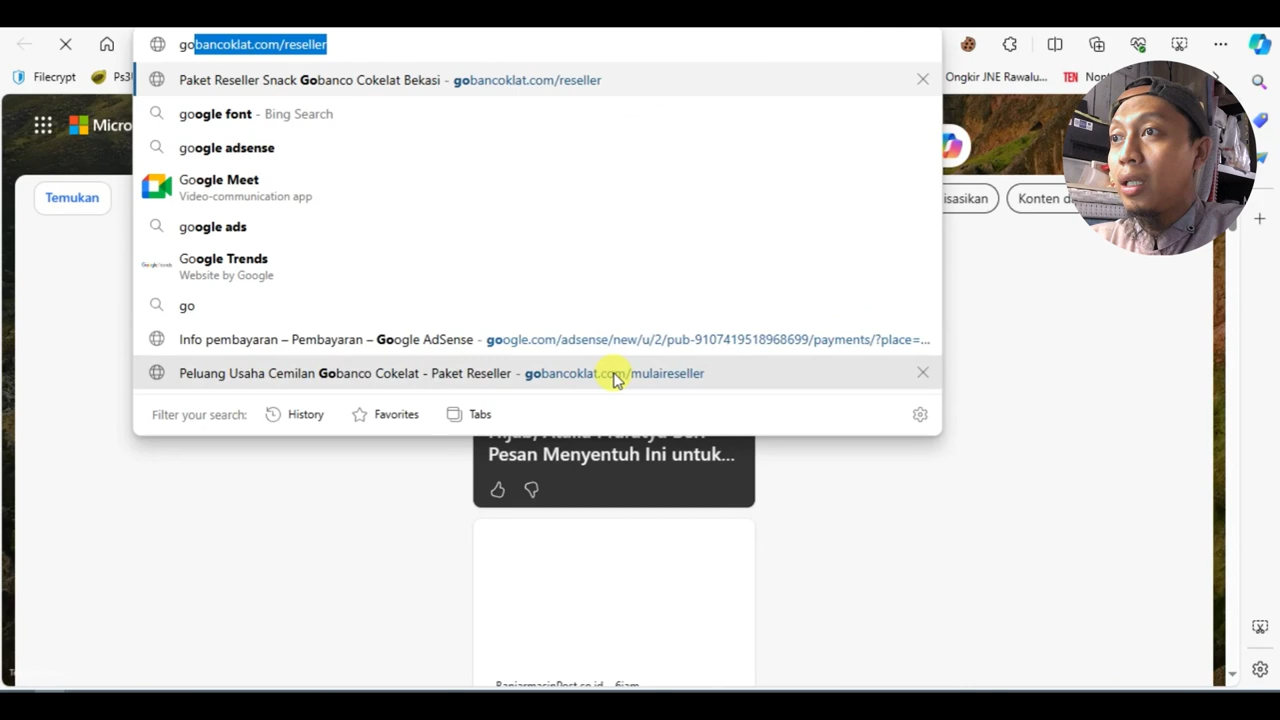 gobancoklat.com/reseller
Filecrypt
Ps3
Ongkir JNE Rawalu...
TEN
Paket Reseller Snack Gobanco Cokelat Bekasi - gobancoklat.com/reseller
google font - Bing Search
Micro
google adsense
Google Meet
Video-communication app
Temukan
isasikan
Konten d
google ads
Google Trends
Website by Google
go
Info pembayaran – Pembayaran – Google AdSense - google.com/adsense/new/u/2/pub-9107419518968699/payments/?place=...
Peluang Usaha Cemilan Gobanco Cokelat - Paket Reseller - gobancoklat.com/mulaireseller
Filter your search:
History
Favorites
Tabs
Pesan Menyentuh Ini untuk...